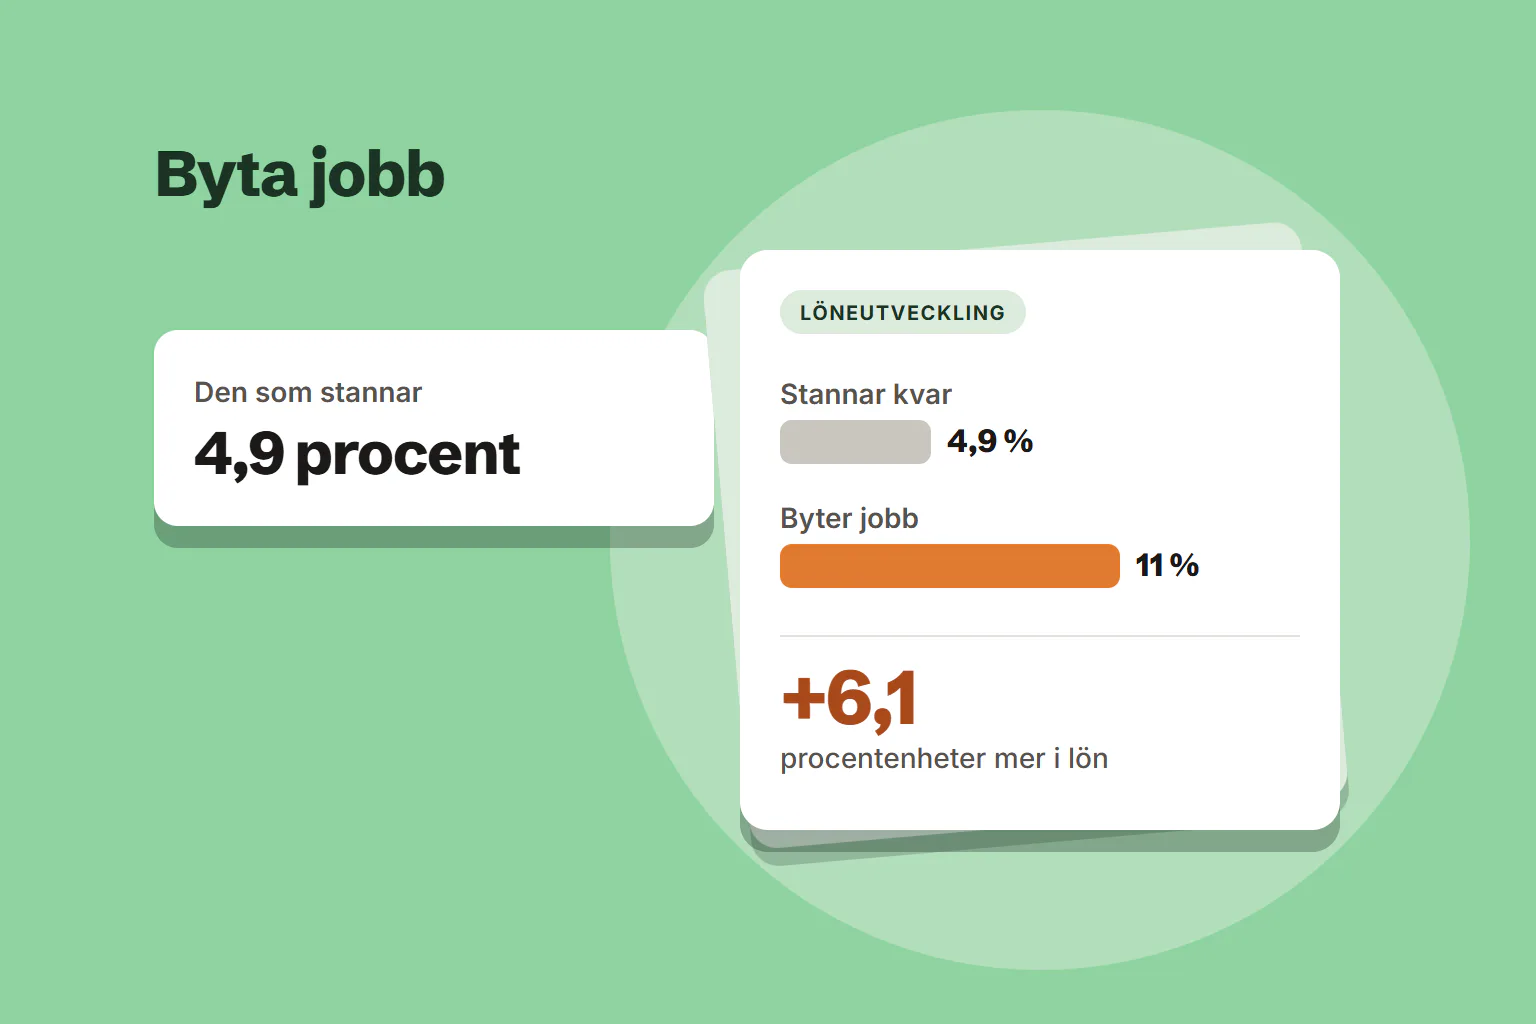 Byta jobb
Den som stannar
4,9 procent
LÖNEUTVECKLING
Stannar kvar
4,9 %
Byter jobb
11 %
+6,1
procentenheter mer i lön